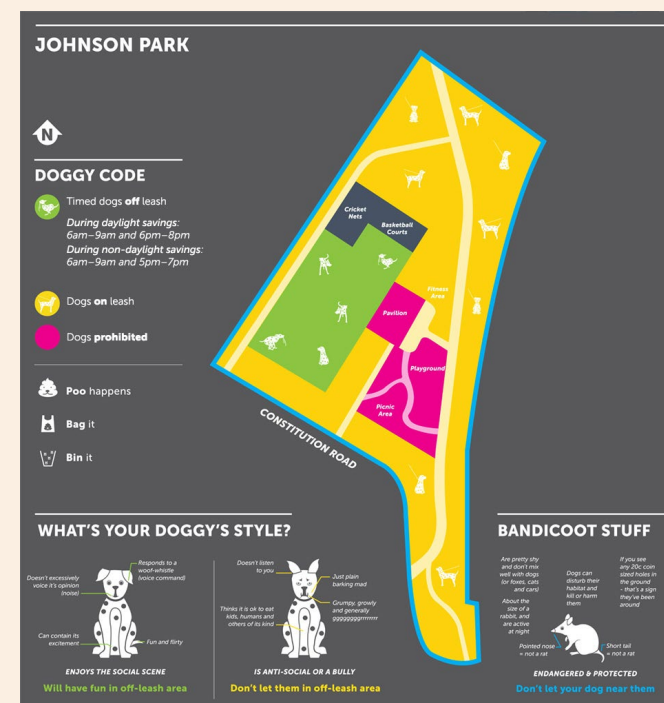 JOHNSON PARK
N
DOGGY CODE
Timed dogs off leash
During daylight savings:
6am–9am and 6pm–8pm
During non-daylight savings:
6am–9am and 5pm–7pm
Dogs on leash
Dogs prohibited
Poo happens
Bag it
Bin it
Cricket
Nets
Basketball
Courts
Fitness
Area
Pavilion
Playground
Picnic
Area
CONSTITUTION ROAD
WHAT'S YOUR DOGGY'S STYLE?
Doesn't excessively
voice it's opinion
(noise)
Responds to a
woof-whistle
(voice command)
Can contain its
excitement
Fun and flirty
ENJOYS THE SOCIAL SCENE
Will have fun in off-leash area
Doesn't listen
to you
Just plain
barking mad
Thinks it is ok to eat
kids, humans and
others of its kind
Grumpy, growly
and generally
ggggggggrrrrrrr
IS ANTI-SOCIAL OR A BULLY
Don't let them in off-leash area
BANDICOOT STUFF
Are pretty shy
and don't mix
well with dogs
(or foxes, cats
and cars)
About the
size of a
rabbit, and
are active
at night
Dogs can
disturb their
habitat and
kill or harm
them
If you see
any 20c coin
sized holes in
the ground
- that's a sign
they've been
around
Pointed nose
= not a rat
Short tail
= not a rat
ENDANGERED & PROTECTED
Don't let your dog near them